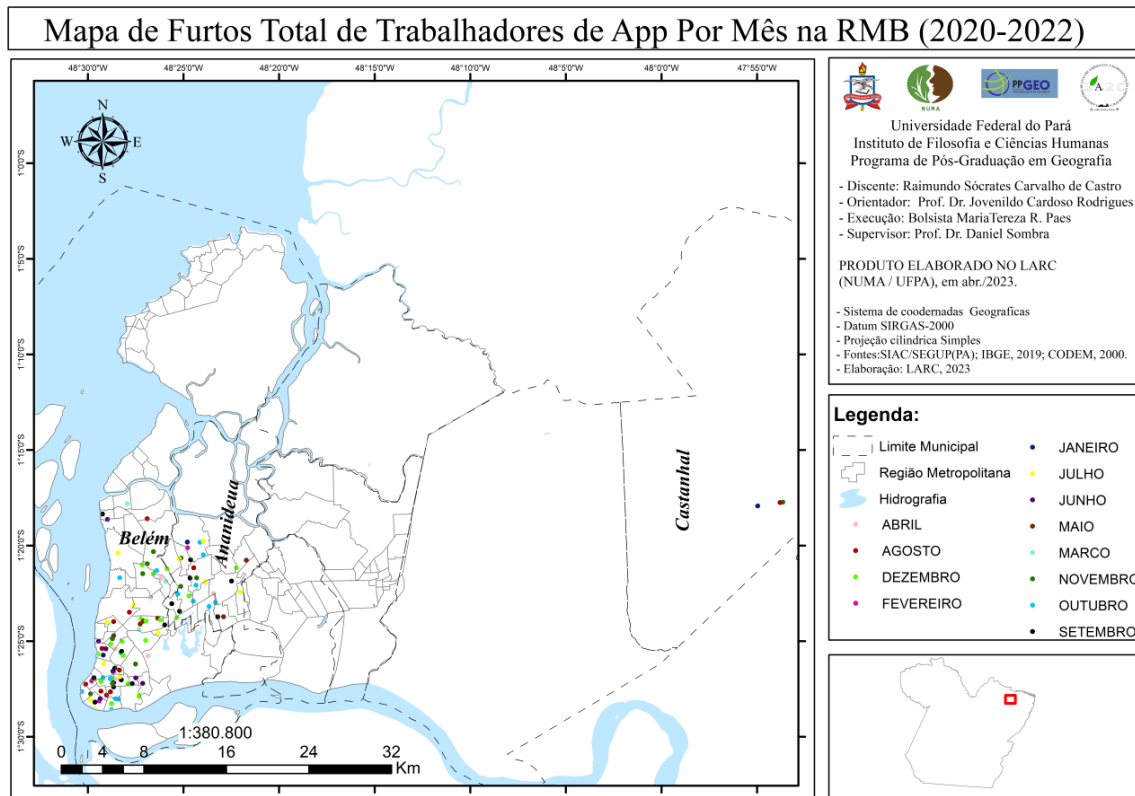 Mapa de Furtos Total de Trabalhadores de App Por Mês na RMB (2020-2022)
48°30'0"W 48°25'0"W 48°20'0"W 48°15'0"W 48°10'0"W 48°5'0"W 48°0'0"W 47°55'0"W
N
W E
S
1°0'0"S
1°5'0"S
1°10'0"S
1°15'0"S
1°20'0"S
1°25'0"S
1°30'0"S
Belém
Ananideua
Castanhal
1:380.800
0 4 8 16 24 32
Km
NUMA
PPGEO
LARC
Universidade Federal do Pará
Instituto de Filosofia e Ciências Humanas
Programa de Pós-Graduação em Geografia
- Discente: Raimundo Sócrates Carvalho de Castro
- Orientador: Prof. Dr. Jovenildo Cardoso Rodrigues
- Execução: Bolsista MariaTereza R. Paes
- Supervisor: Prof. Dr. Daniel Sombra
PRODUTO ELABORADO NO LARC
(NUMA / UFPA), em abr./2023.
- Sistema de coodernadas Geograficas
- Datum SIRGAS-2000
- Projeção cilindrica Simples
- Fontes:SIAC/SEGUP(PA); IBGE, 2019; CODEM, 2000.
- Elaboração: LARC, 2023
Legenda:
Limite Municipal
Região Metropolitana
Hidrografia
ABRIL
AGOSTO
DEZEMBRO
FEVEREIRO
JANEIRO
JULHO
JUNHO
MAIO
MARCO
NOVEMBRO
OUTUBRO
SETEMBRO